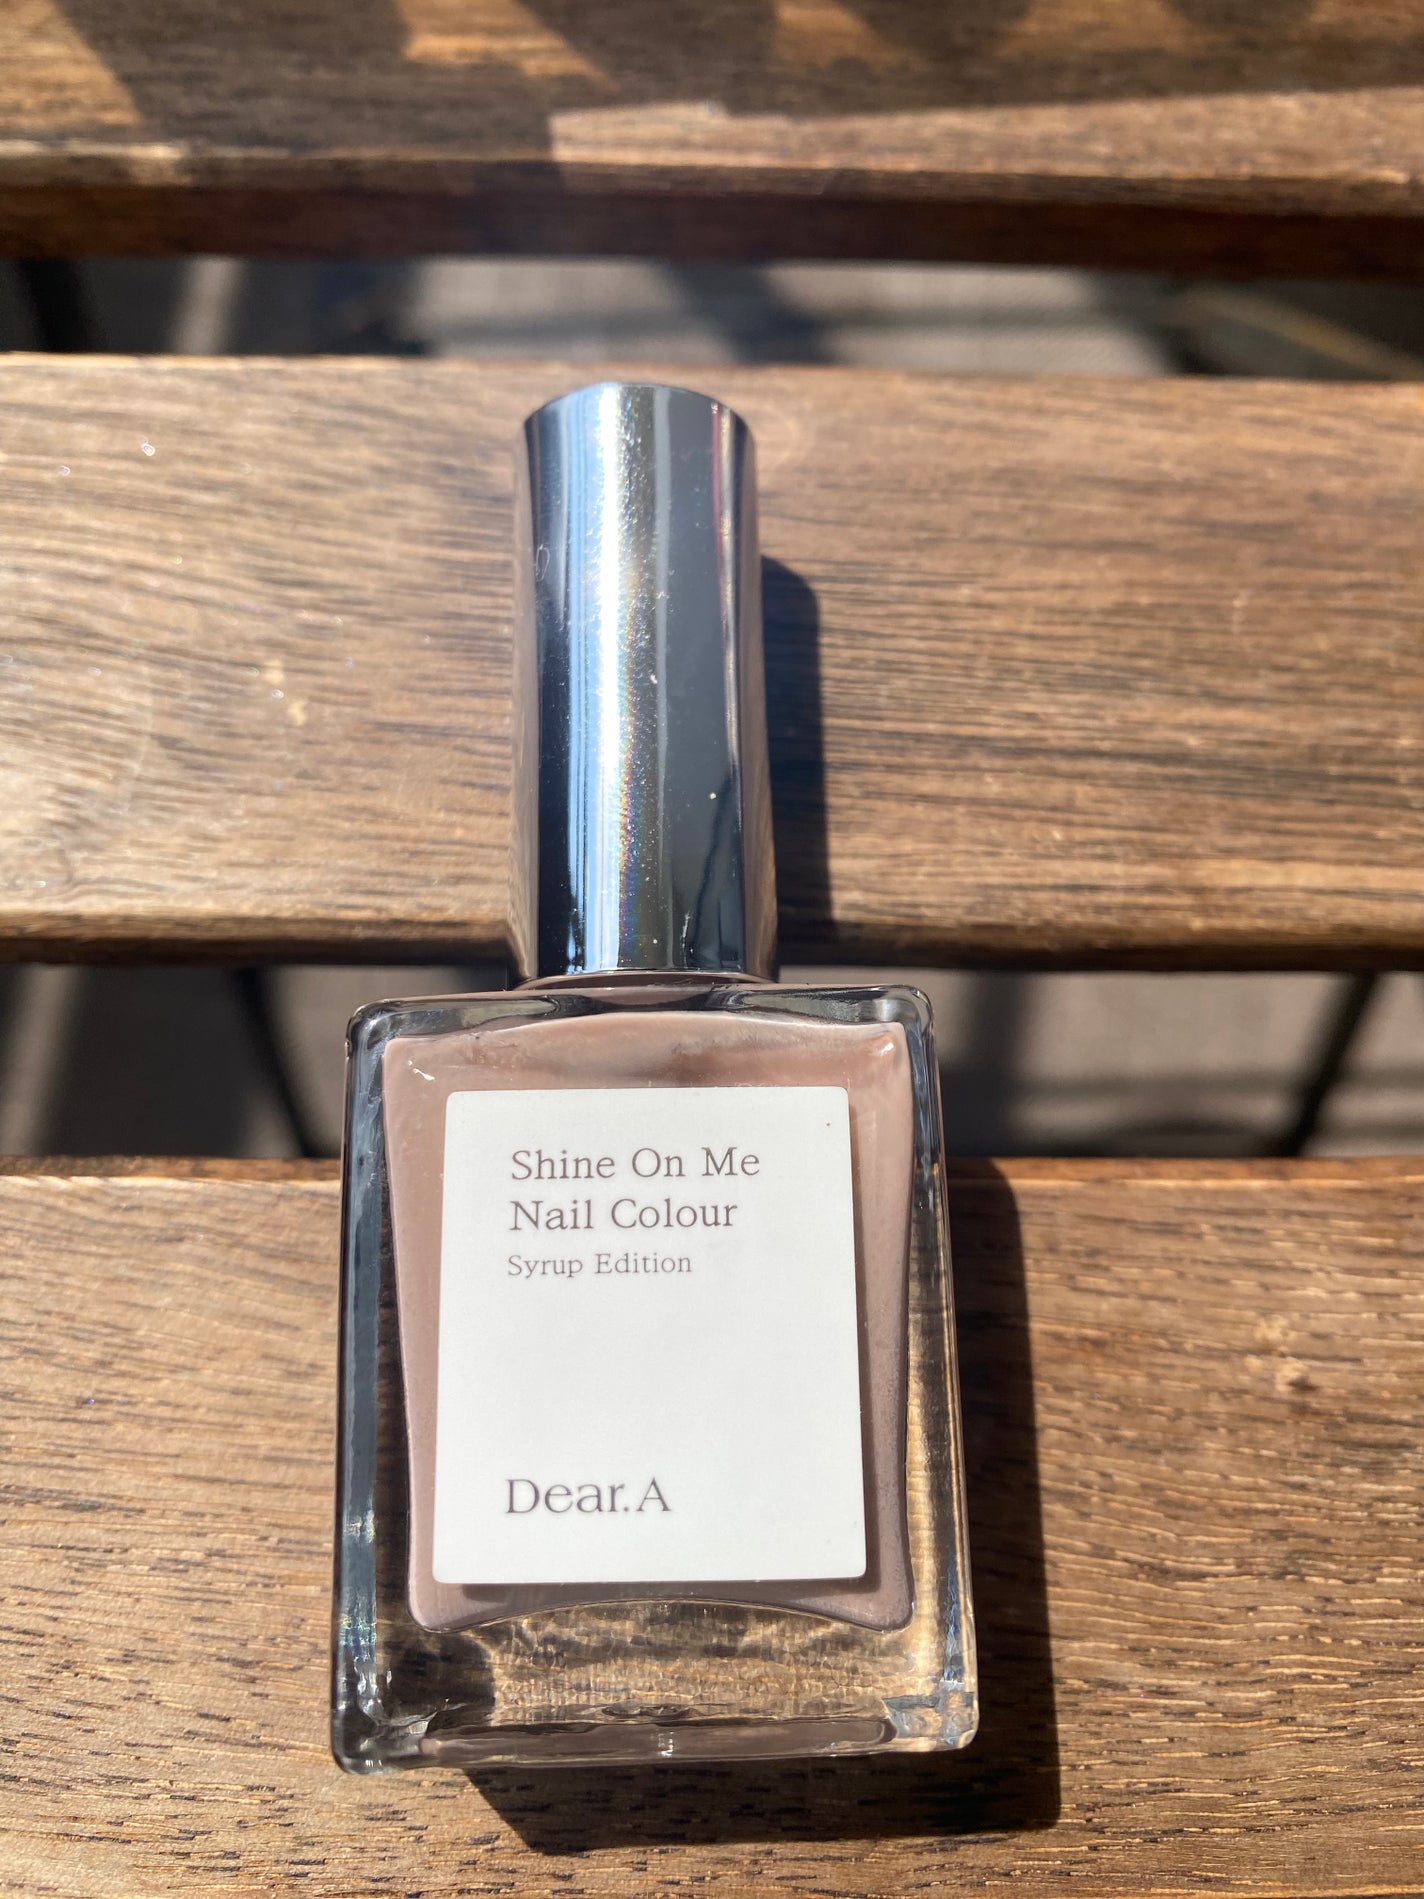 Shine On Me
Nail Colour
Syrup Edition
Dear.A